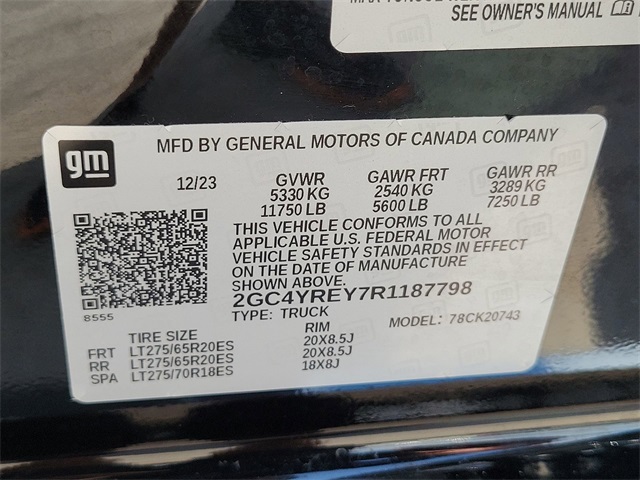 SEE OWNER'S MANUAL
gm
MFD BY GENERAL MOTORS OF CANADA COMPANY
12/23 GVWR GAWR FRT GAWR RR
5330 KG 2540 KG 3289 KG
11750 LB 5600 LB 7250 LB
THIS VEHICLE CONFORMS TO ALL
APPLICABLE U.S. FEDERAL MOTOR
VEHICLE SAFETY STANDARDS IN EFFECT
ON THE DATE OF MANUFACTURE
SHOWN ABOVE.
8555
2GC4YREY7R1187798
TYPE: TRUCK MODEL: 78CK20743
TIRE SIZE RIM
FRT LT275/65R20ES 20X8.5J
RR LT275/65R20ES 20X8.5J
SPA LT275/70R18ES 18X8J